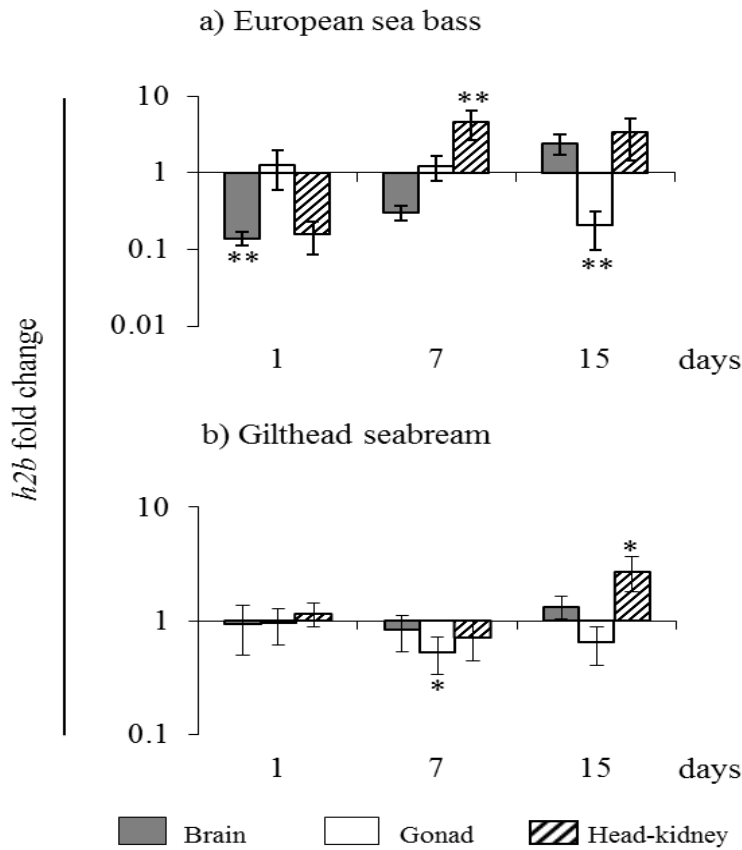 a) European sea bass
10
**
1
0.1
**
**
0.01
1 7 15 days
h2b fold change
b) Gilthead seabream
10
*
1
*
0.1
1 7 15 days
Brain Gonad Head-kidney